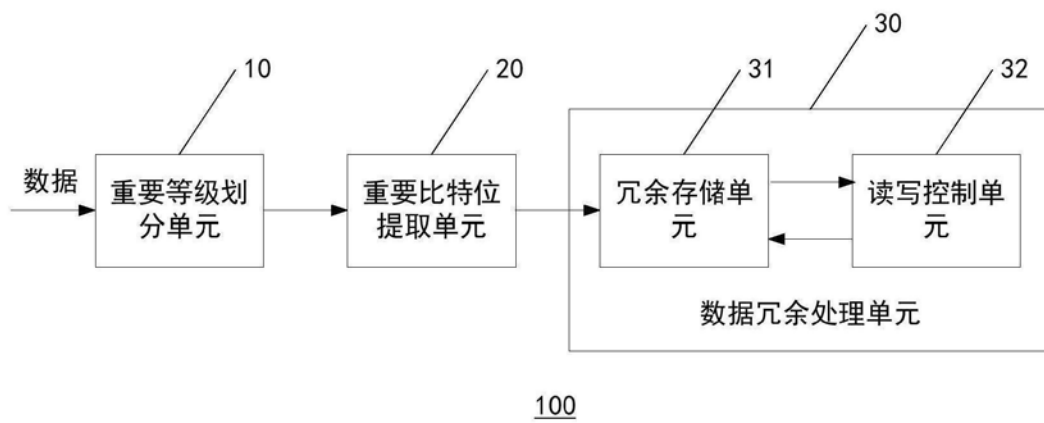 30
10
20
31
32
数据
重要等级划
分单元
重要比特位
提取单元
冗余存储单
元
读写控制单
元
数据冗余处理单元
100